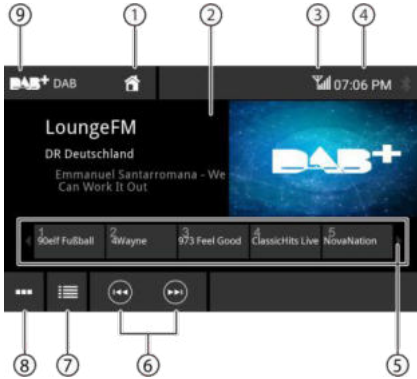 ⑨ ① ② ③ ④
DAB+ DAB 07:06 PM
LoungeFM
DR Deutschland
Emmanuel Santarromana - We
Can Work It Out
DAB+
1 2 3 4 5
90elf Fußball 4Wayne 973 Feel Good ClassicHits Live NovaNation
⑧ ⑦ ⑥ ⑤